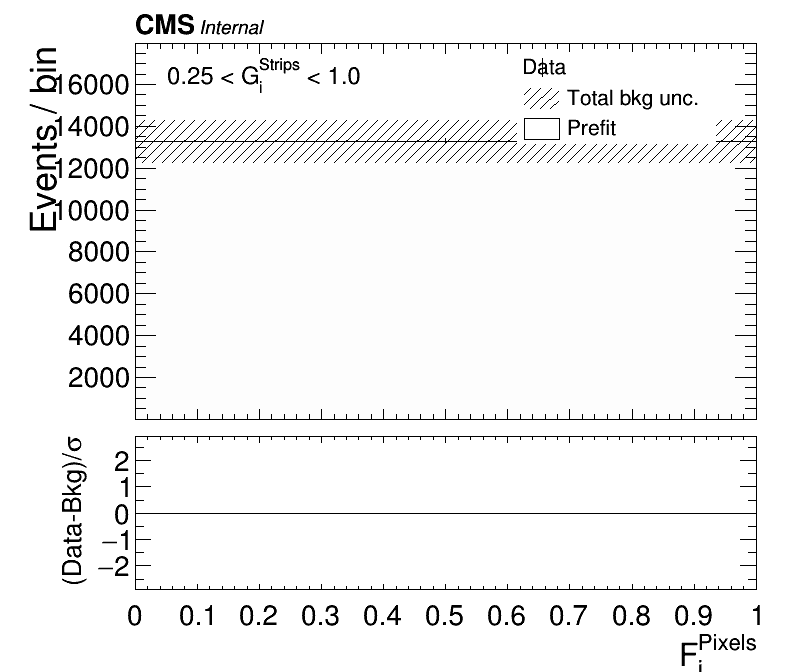 CMS Internal
Events / bin
0.25 < G_i^Strips < 1.0
Data
Total bkg unc.
Prefit
16000
14000
12000
10000
8000
6000
4000
2000
(Data-Bkg)/σ
2
1
0
−1
−2
0 0.1 0.2 0.3 0.4 0.5 0.6 0.7 0.8 0.9 1
F_i^Pixels